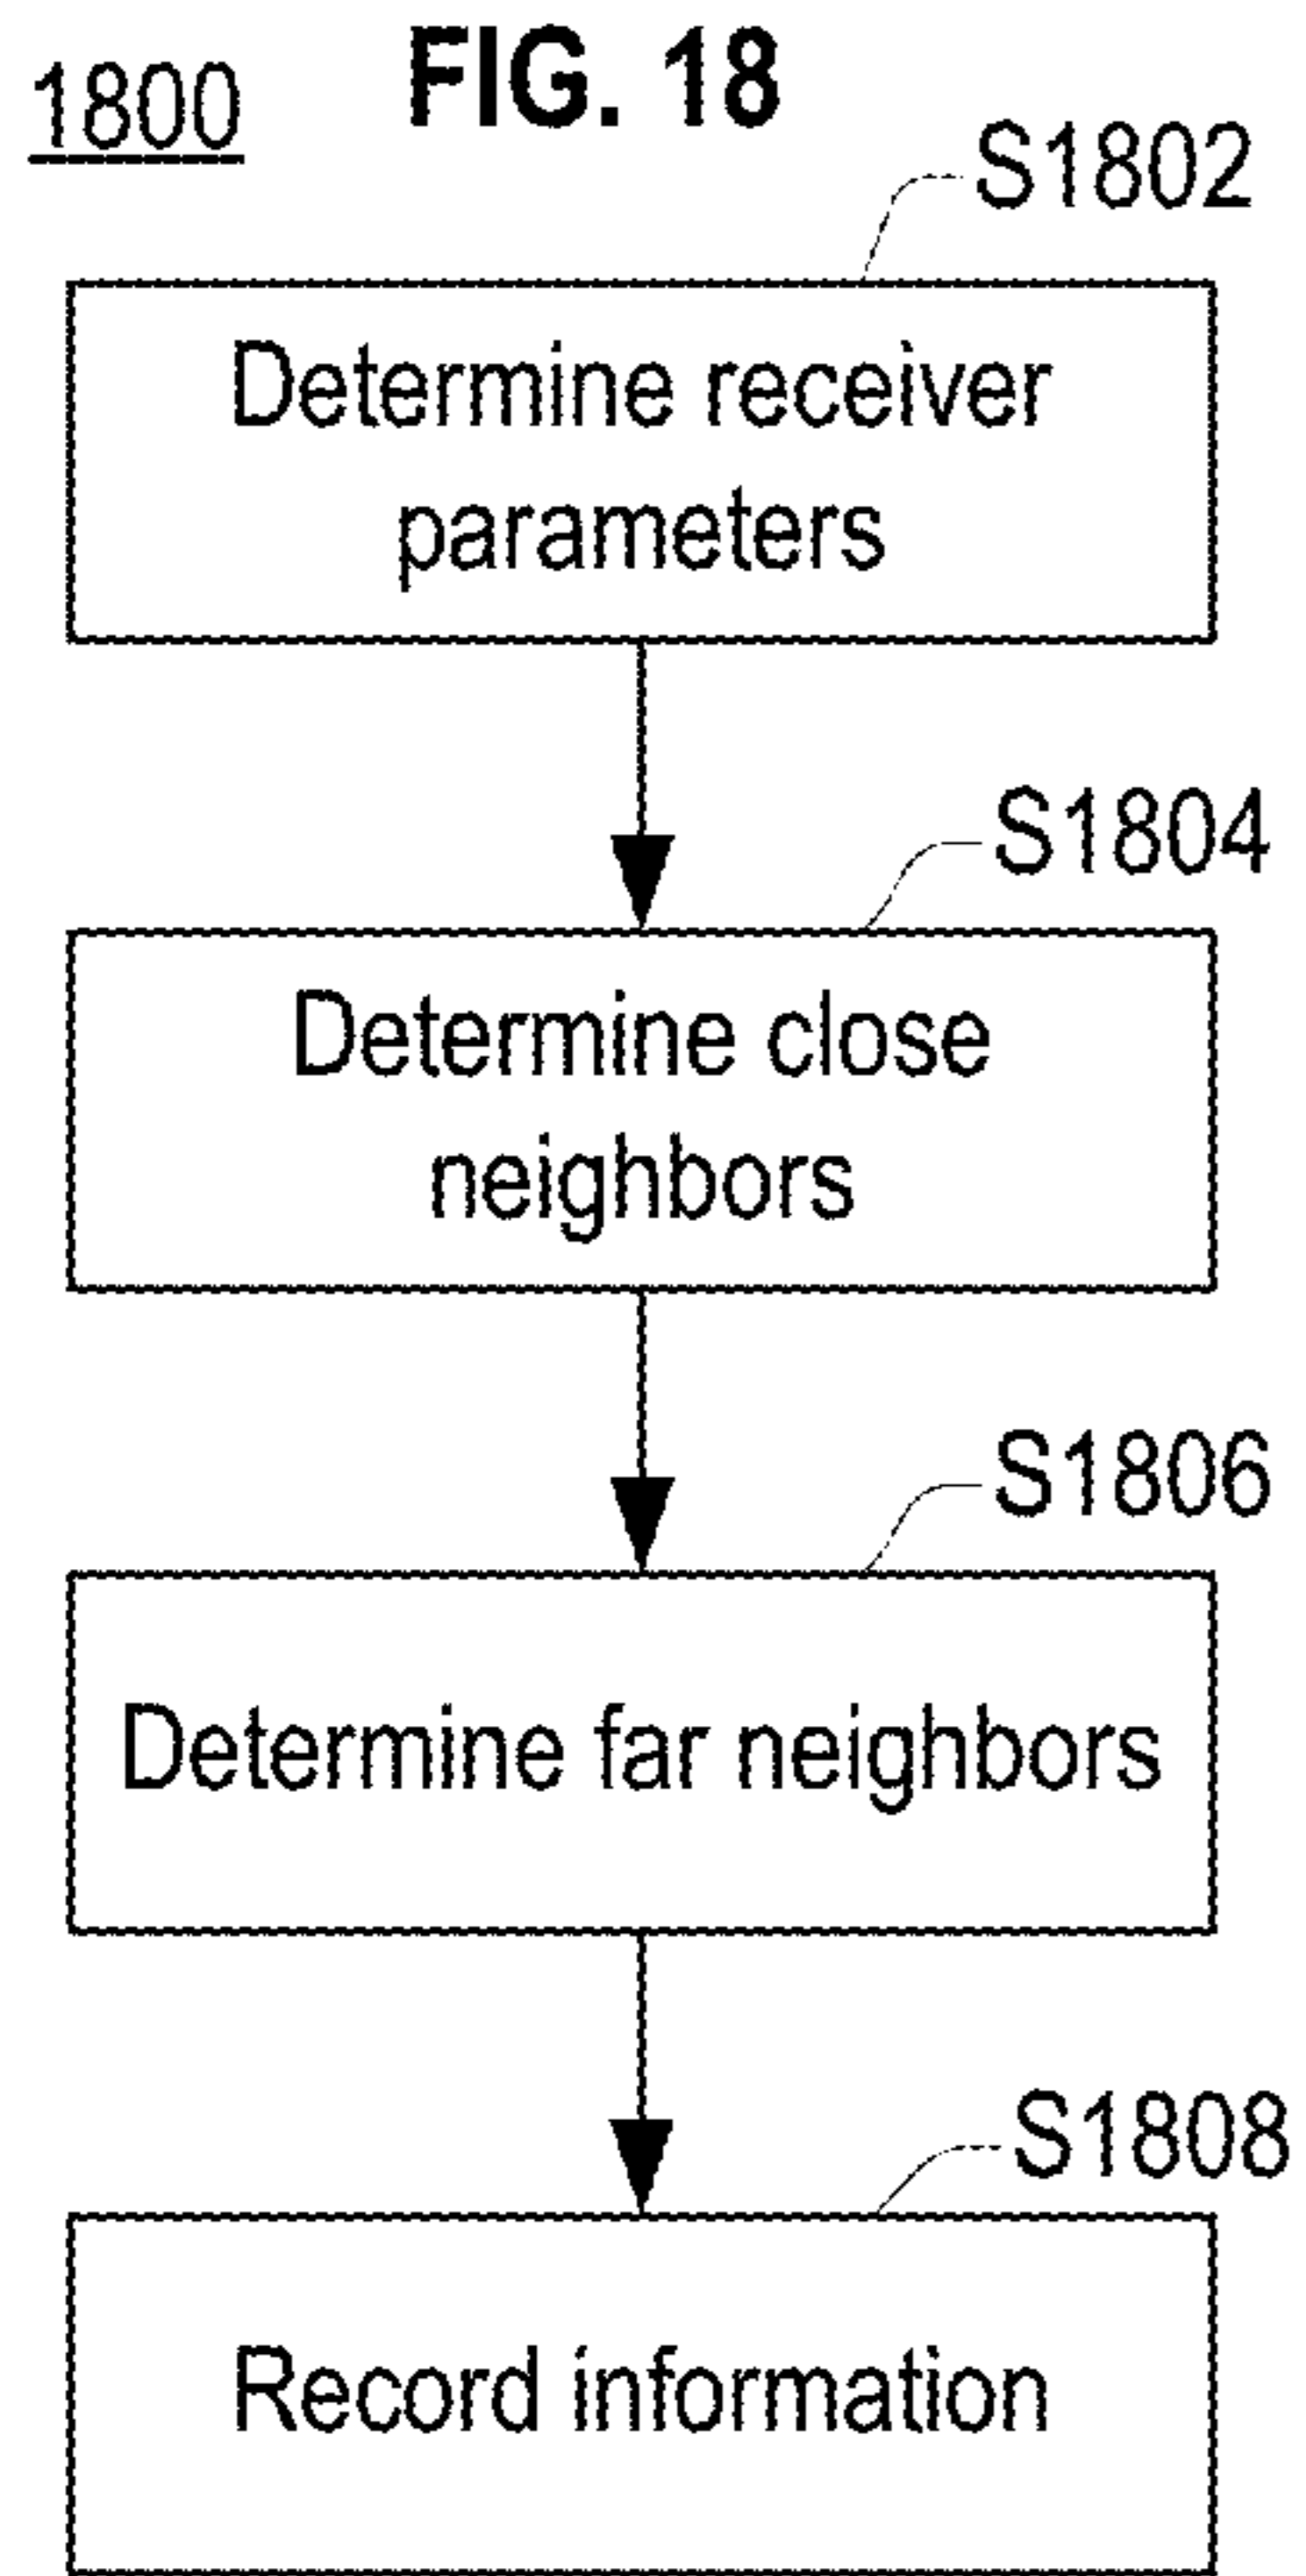 FIG. 18
1800
S1802
Determine receiver
parameters
S1804
Determine close
neighbors
S1806
Determine far neighbors
S1808
Record information